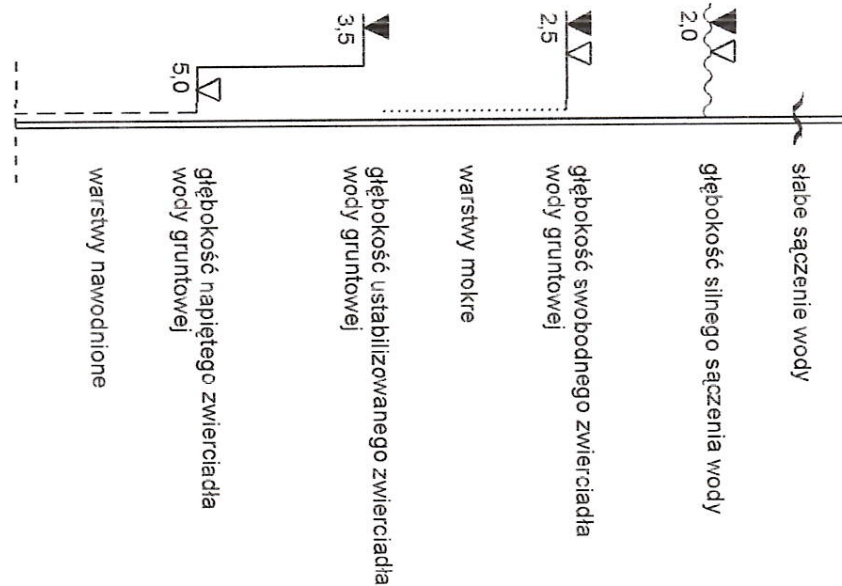 słabe sączenie wody
2,0
głębokość silnego sączenia wody
2,5
głębokość swobodnego zwierciadła
wody gruntowej
warstwy mokre
3,5
głębokość ustabilizowanego zwierciadła
wody gruntowej
5,0
głębokość napiętego zwierciadła
wody gruntowej
warstwy nawodnione